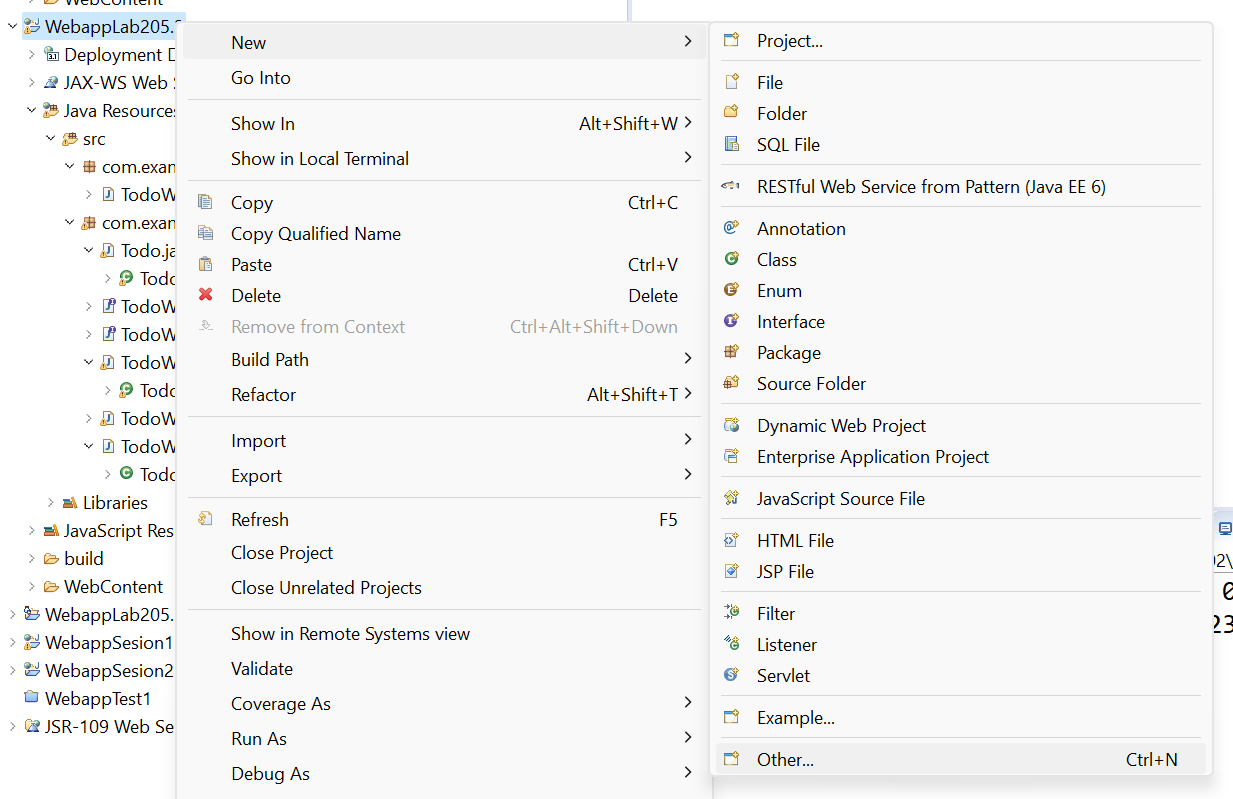 WebContent
WebappLab205.
Deployment D
JAX-WS Web
Java Resources
src
com.exan
TodoW
com.exan
Todo.ja
Todo
TodoW
TodoW
TodoW
Todo
TodoW
TodoW
Todo
Libraries
JavaScript Res
build
WebContent
WebappLab205.
WebappSesion1
WebappSesion2
WebappTest1
JSR-109 Web Se
New
Go Into
Show In Alt+Shift+W
Show in Local Terminal
Copy Ctrl+C
Copy Qualified Name
Paste Ctrl+V
Delete Delete
Remove from Context Ctrl+Alt+Shift+Down
Build Path
Refactor Alt+Shift+T
Import
Export
Refresh F5
Close Project
Close Unrelated Projects
Show in Remote Systems view
Validate
Coverage As
Run As
Debug As
Project...
File
Folder
SQL File
RESTful Web Service from Pattern (Java EE 6)
Annotation
Class
Enum
Interface
Package
Source Folder
Dynamic Web Project
Enterprise Application Project
JavaScript Source File
HTML File
JSP File
Filter
Listener
Servlet
Example...
Other... Ctrl+N
02\
0
23